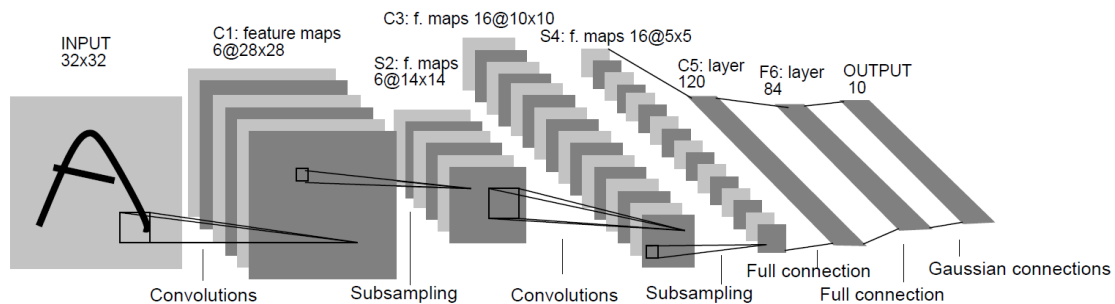 INPUT
32x32
C1: feature maps
6@28x28
S2: f. maps
6@14x14
C3: f. maps 16@10x10
S4: f. maps 16@5x5
C5: layer
120
F6: layer
84
OUTPUT
10
Convolutions
Subsampling
Convolutions
Subsampling
Full connection
Full connection
Gaussian connections